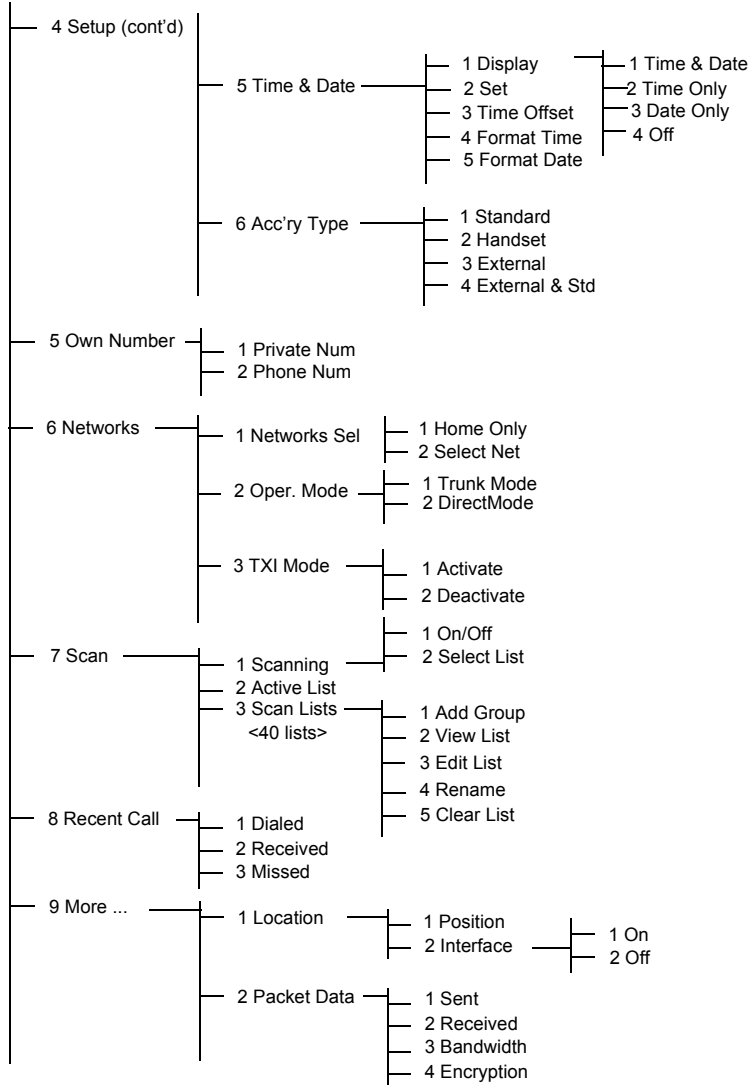 4 Setup (cont'd)
5 Time & Date
1 Display
2 Set
3 Time Offset
4 Format Time
5 Format Date
1 Time & Date
2 Time Only
3 Date Only
4 Off
6 Acc'ry Type
1 Standard
2 Handset
3 External
4 External & Std
5 Own Number
1 Private Num
2 Phone Num
6 Networks
1 Networks Sel
1 Home Only
2 Select Net
2 Oper. Mode
1 Trunk Mode
2 DirectMode
3 TXI Mode
1 Activate
2 Deactivate
7 Scan
1 Scanning
1 On/Off
2 Select List
2 Active List
3 Scan Lists
<40 lists>
1 Add Group
2 View List
3 Edit List
4 Rename
5 Clear List
8 Recent Call
1 Dialed
2 Received
3 Missed
9 More ...
1 Location
1 Position
2 Interface
1 On
2 Off
2 Packet Data
1 Sent
2 Received
3 Bandwidth
4 Encryption